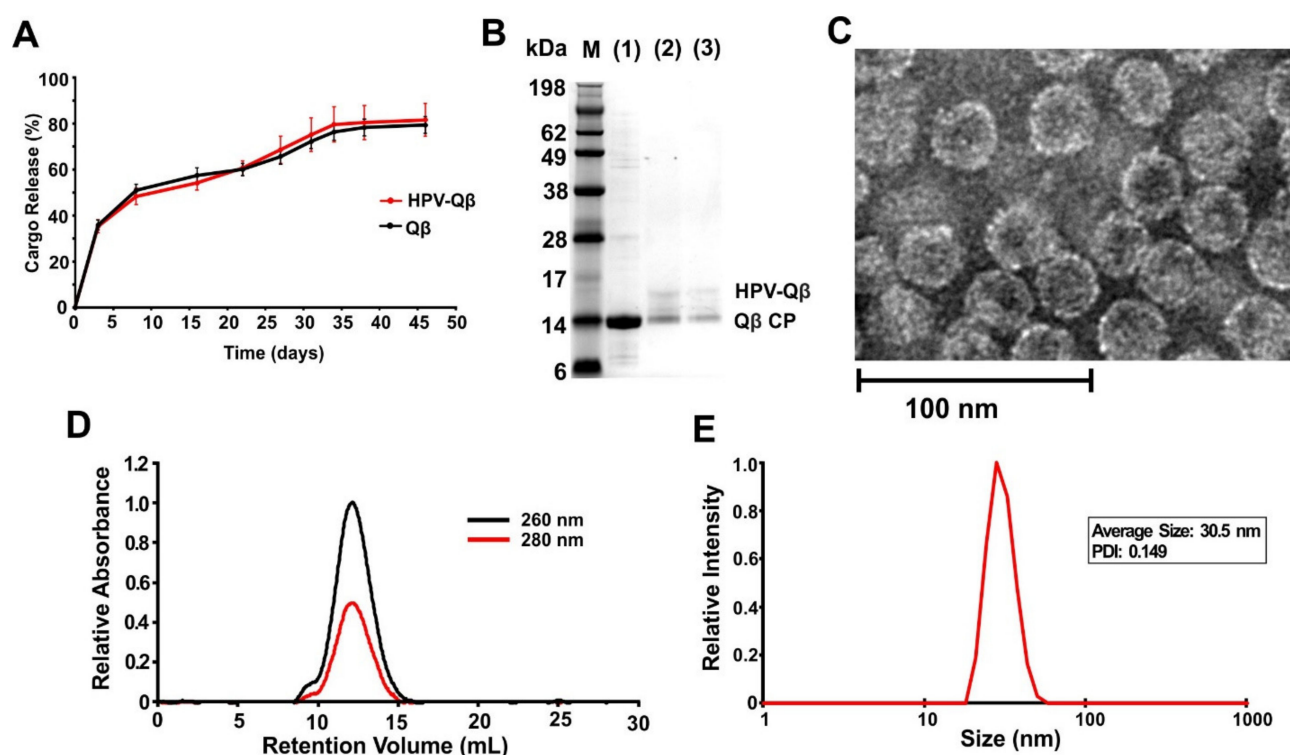 A
100
80
60
40
20
0
Cargo Release (%)
0 5 10 15 20 25 30 35 40 45 50
Time (days)
HPV-Qβ
Qβ
B
kDa M (1) (2) (3)
198
62
49
38
28
17
14
6
HPV-Qβ
Qβ CP
C
100 nm
D
1.2
1.0
0.8
0.6
0.4
0.2
0
Relative Absorbance
0 5 10 15 20 25 30
Retention Volume (mL)
260 nm
280 nm
E
1.0
0.8
0.6
0.4
0.2
0
Relative Intensity
1 10 100 1000
Size (nm)
Average Size: 30.5 nm
PDI: 0.149